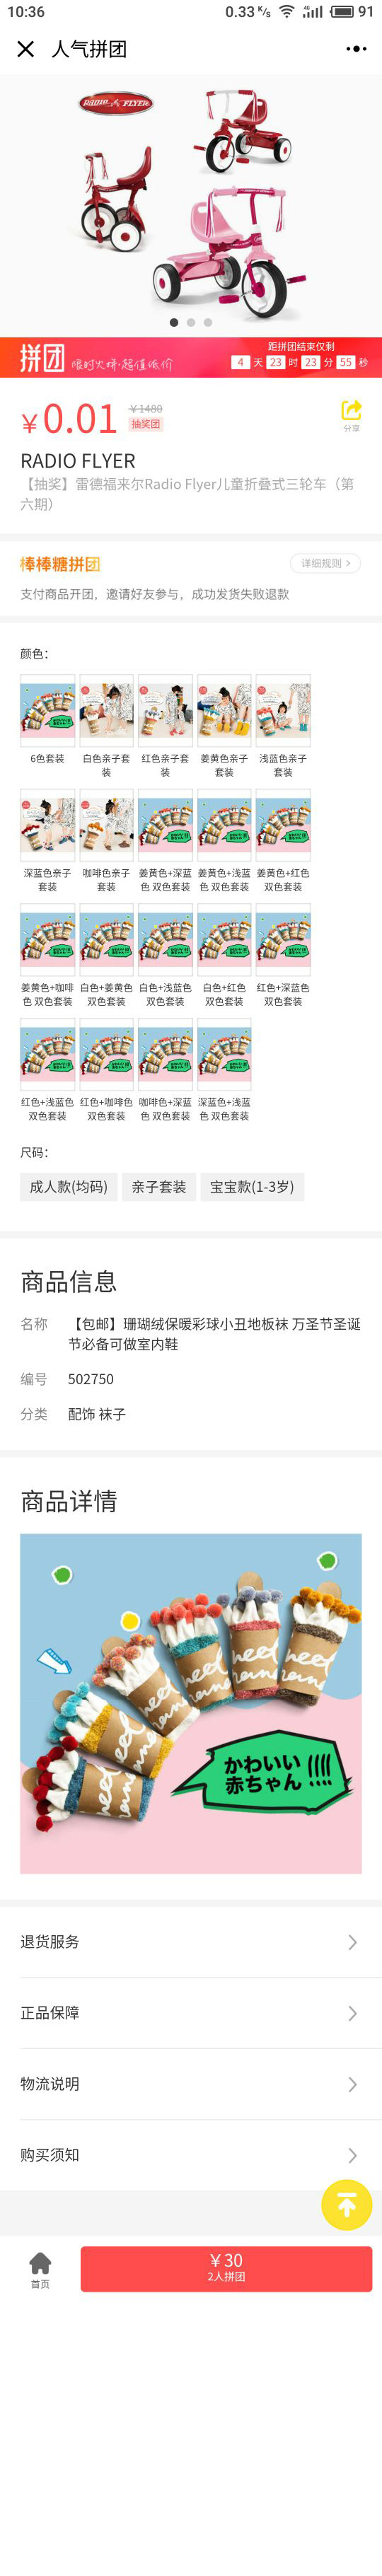 10:36 0.33 K/s 4G 91
人气拼团
RADIO FLYER
拼团 限时火拼·超值低价
距拼团结束仅剩
4 天 23 时 23 分 55 秒
￥0.01 ￥1480
抽奖团
分享
RADIO FLYER
【抽奖】雷德福来尔Radio Flyer儿童折叠式三轮车（第
六期）
棒棒糖拼团 详细规则
支付商品开团，邀请好友参与，成功发货失败退款
颜色：
6色套装 白色亲子套 红色亲子套 姜黄色亲子 浅蓝色亲子
装 装 套装 套装
深蓝色亲子 咖啡色亲子 姜黄色+深蓝 姜黄色+浅蓝 姜黄色+红色
套装 套装 色 双色套装 色 双色套装 双色套装
姜黄色+咖啡 白色+姜黄色 白色+浅蓝色 白色+红色 红色+深蓝色
色 双色套装 双色套装 双色套装 双色套装 双色套装
红色+浅蓝色 红色+咖啡色 咖啡色+深蓝 深蓝色+浅蓝
双色套装 双色套装 色 双色套装 色 双色套装
尺码：
成人款(均码) 亲子套装 宝宝款(1-3岁)
商品信息
名称 【包邮】珊瑚绒保暖彩球小丑地板袜 万圣节圣诞
节必备可做室内鞋
编号 502750
分类 配饰 袜子
商品详情
かわいい
赤ちゃん !!!!
退货服务
正品保障
物流说明
购买须知
首页
￥30
2人拼团